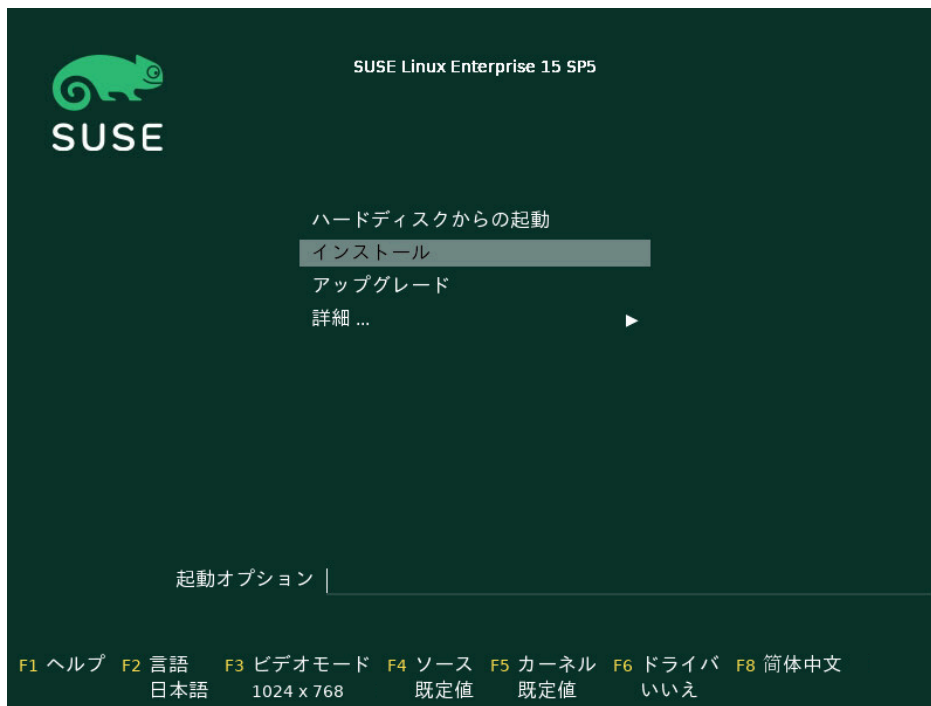 SUSE Linux Enterprise 15 SP5
SUSE
ハードディスクからの起動
インストール
アップグレード
詳細 ... ▶
起動オプション
F1 ヘルプ F2 言語 F3 ビデオモード F4 ソース F5 カーネル F6 ドライバ F8 简体中文
日本語 1024 x 768 既定値 既定値 いいえ